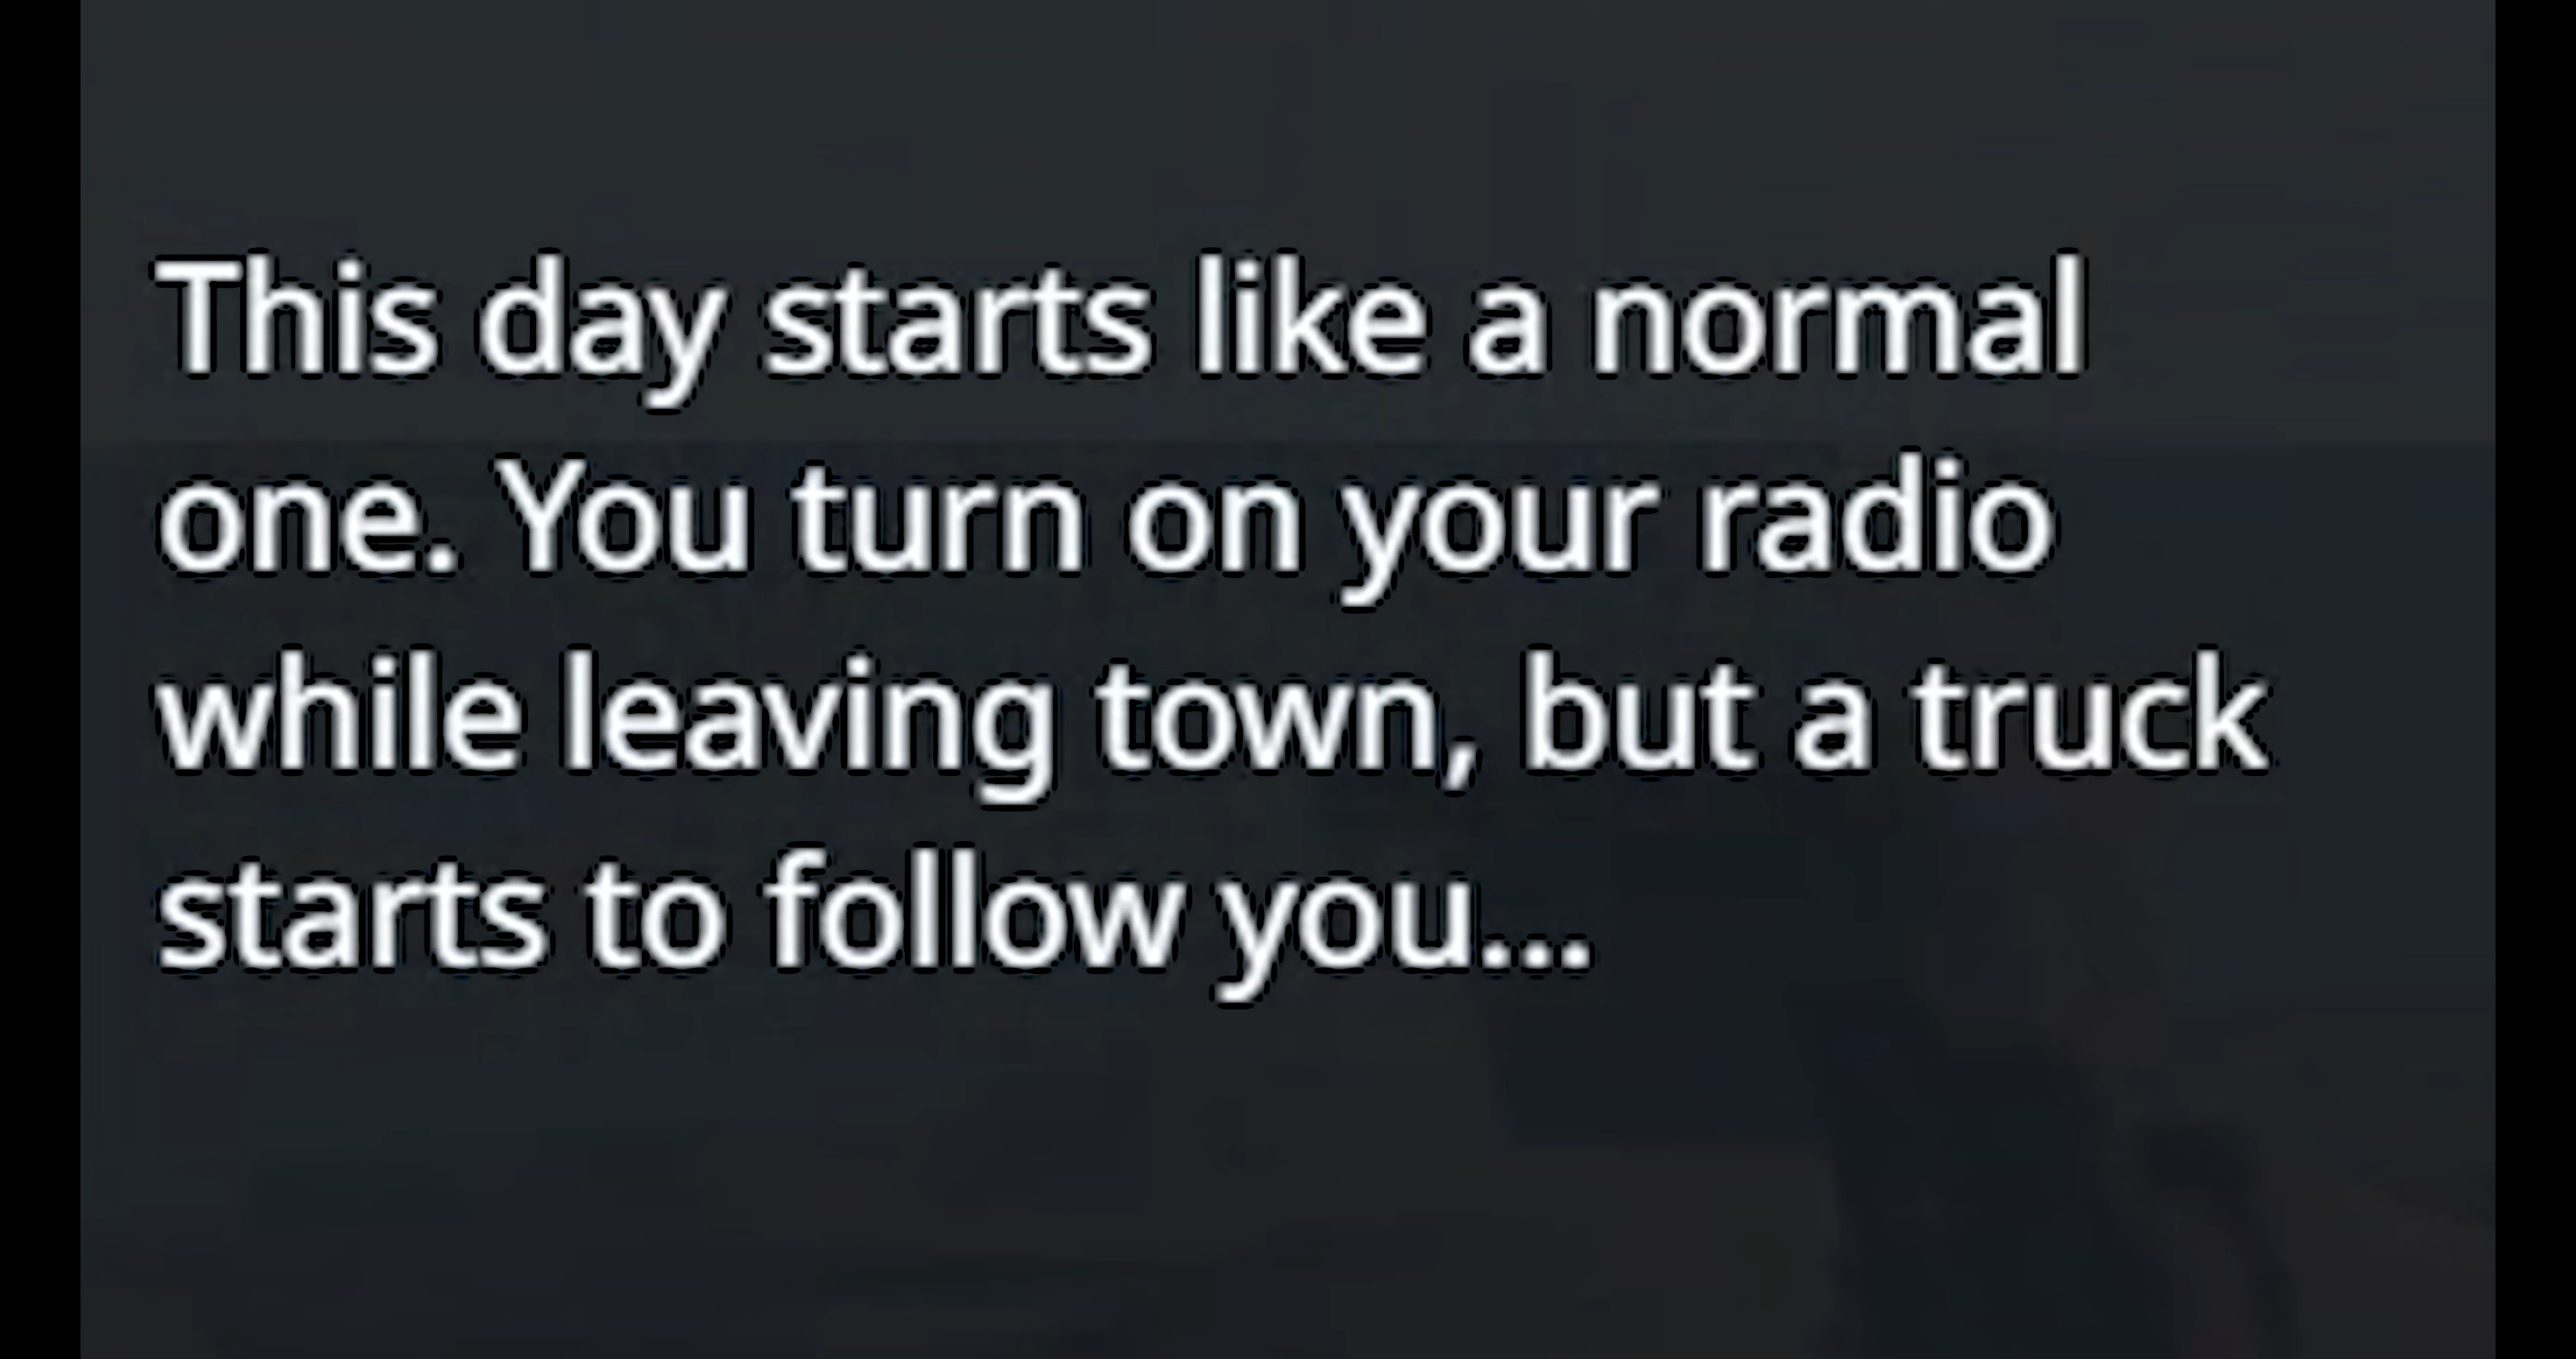 This day starts like a normal
one. You turn on your radio
while leaving town, but a truck
starts to follow you...